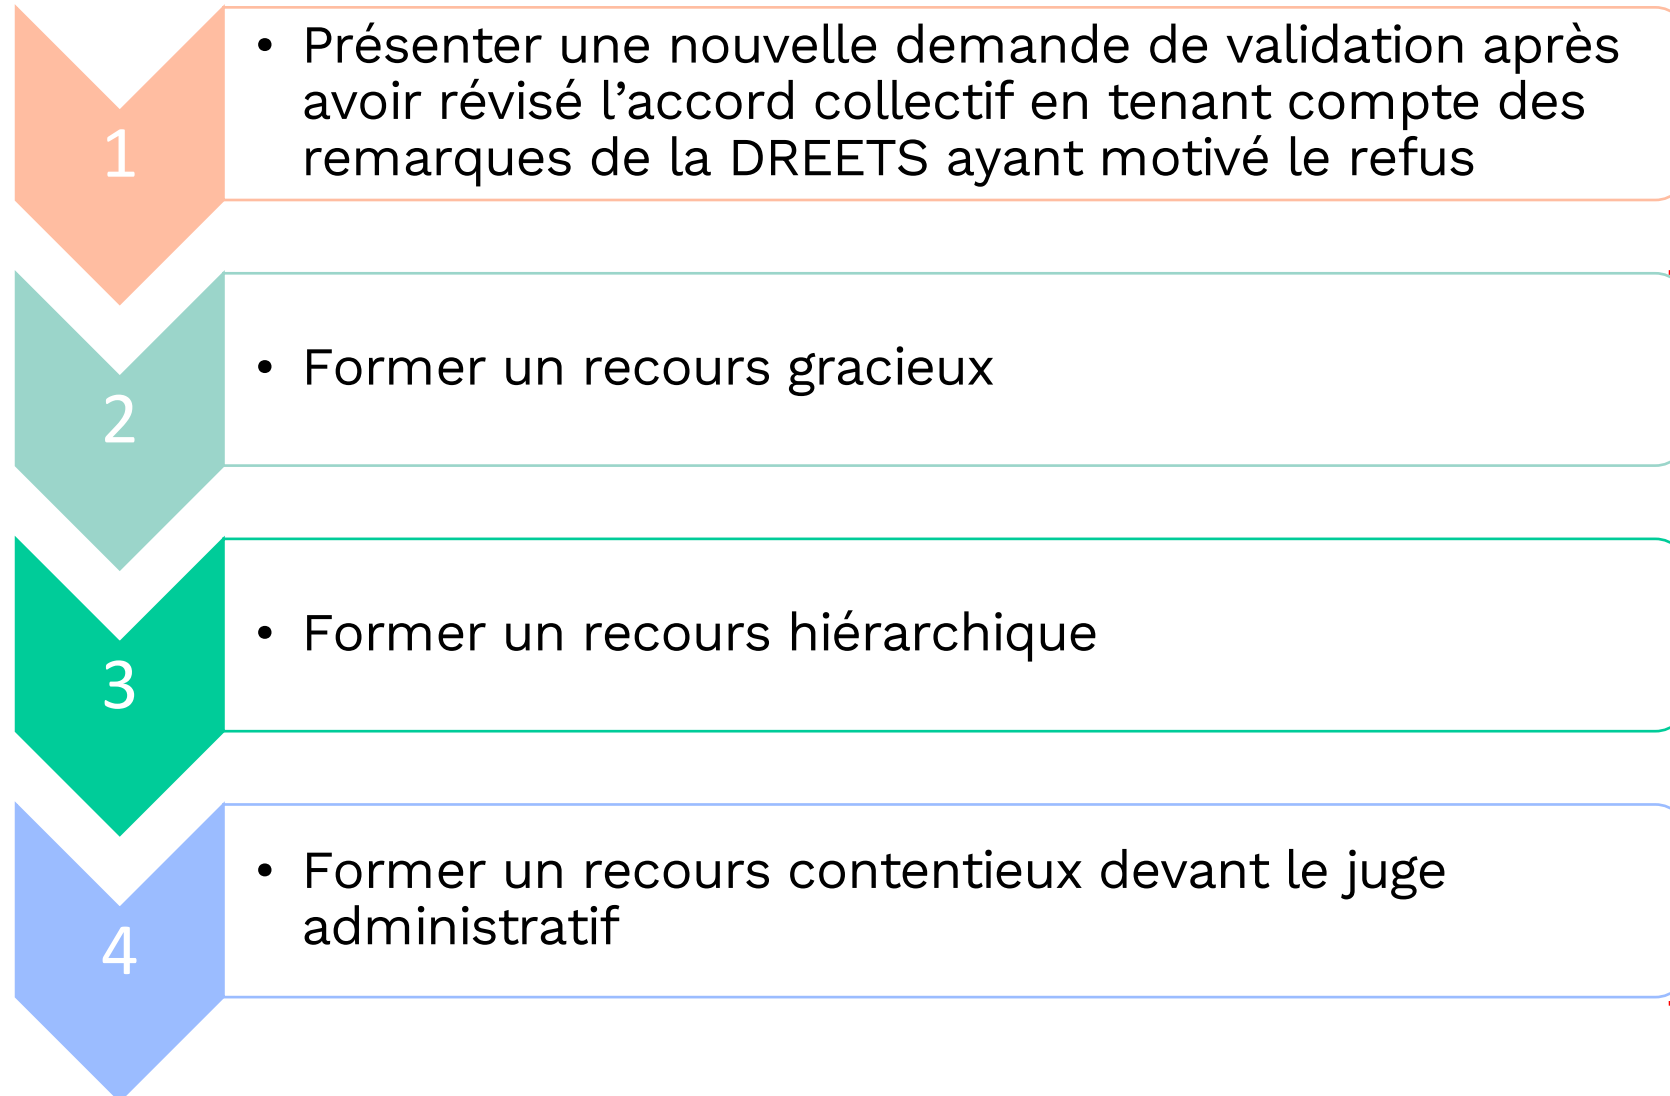 1
• Présenter une nouvelle demande de validation après
avoir révisé l’accord collectif en tenant compte des
remarques de la DREETS ayant motivé le refus
2
• Former un recours gracieux
3
• Former un recours hiérarchique
4
• Former un recours contentieux devant le juge
administratif